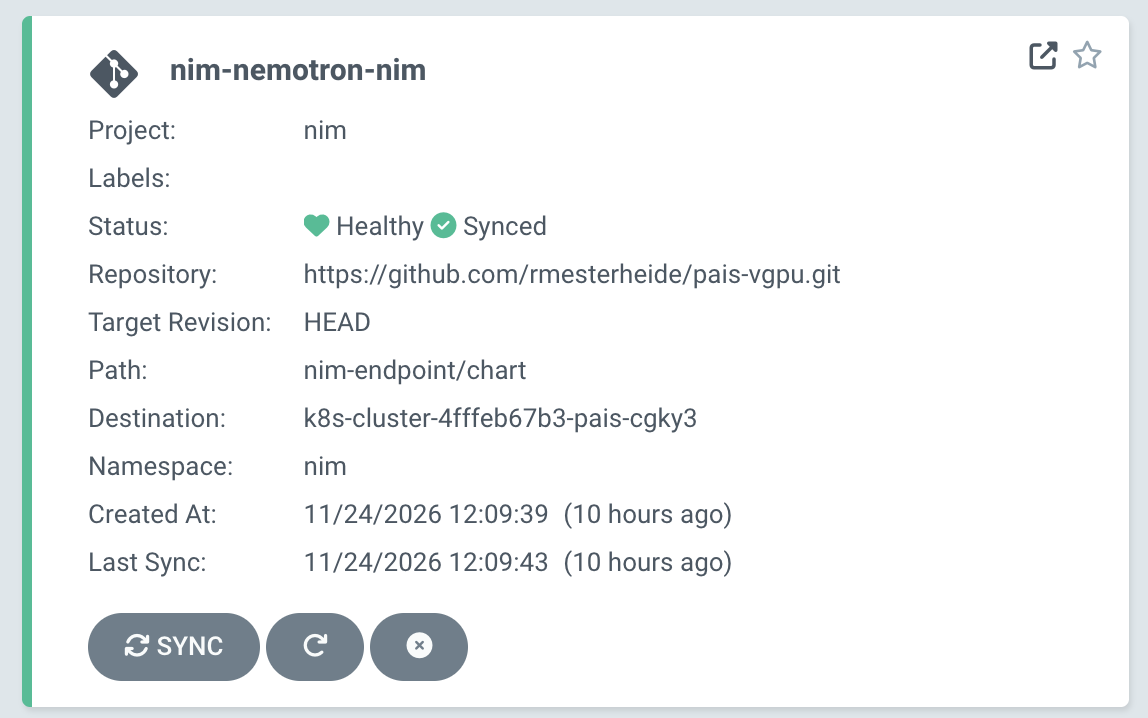 nim-nemotron-nim
Project: nim
Labels:
Status: Healthy Synced
Repository: https://github.com/rmesterheide/pais-vgpu.git
Target Revision: HEAD
Path: nim-endpoint/chart
Destination: k8s-cluster-4fffeb67b3-pais-cgky3
Namespace: nim
Created At: 11/24/2026 12:09:39 (10 hours ago)
Last Sync: 11/24/2026 12:09:43 (10 hours ago)
SYNC